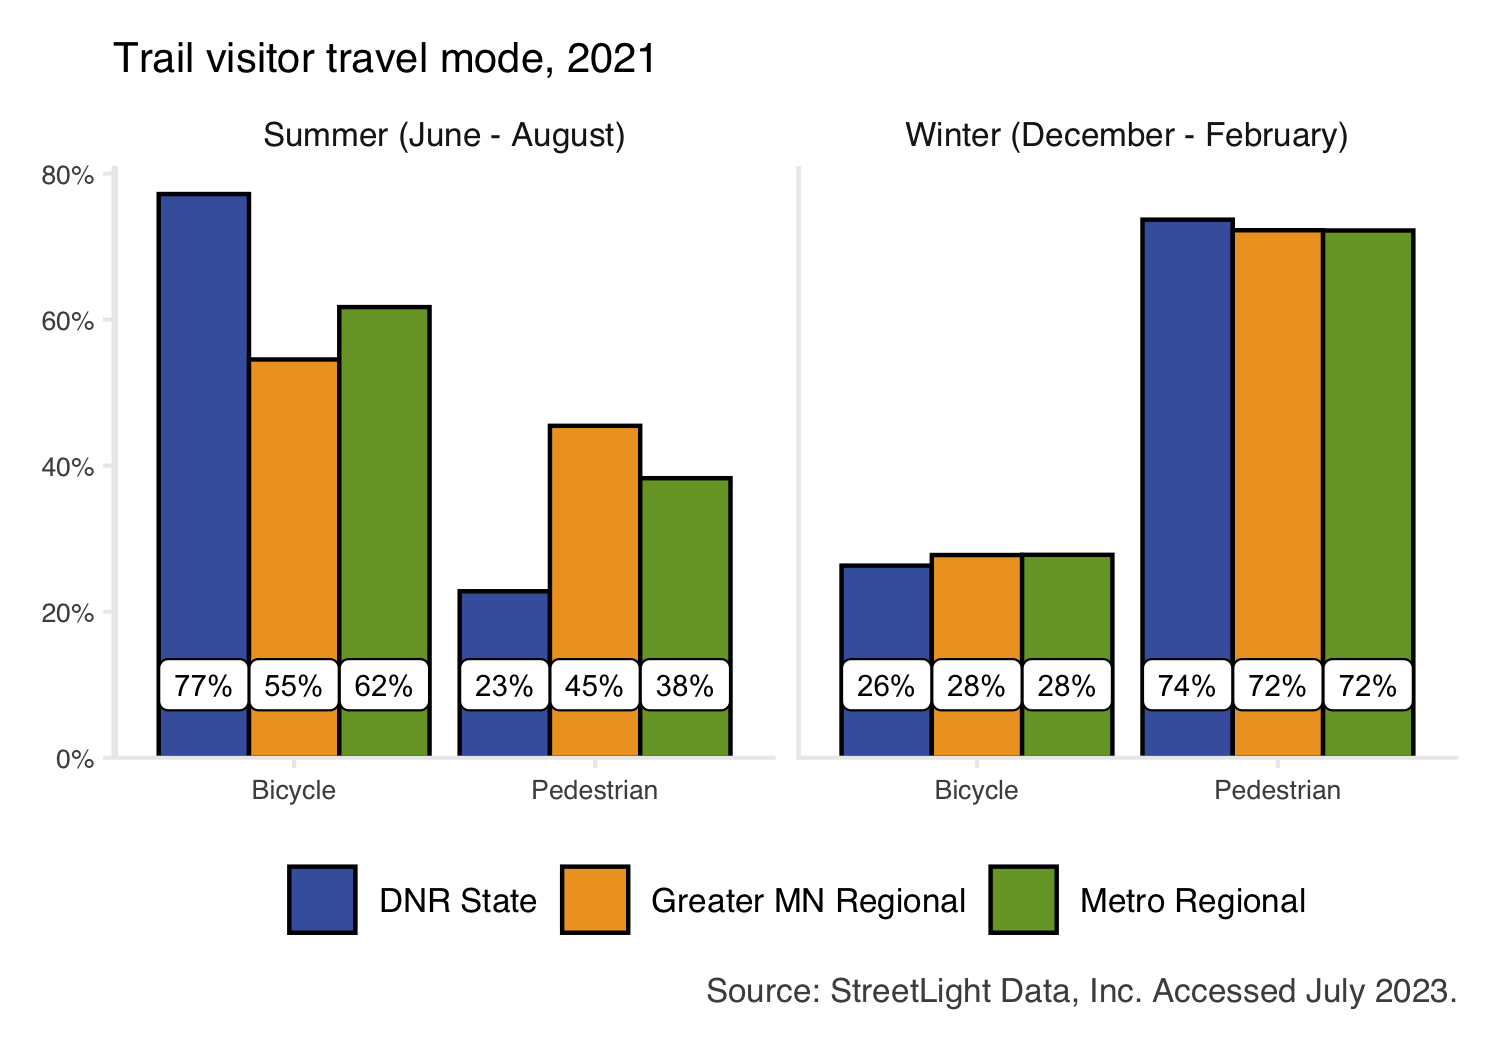 Trail visitor travel mode, 2021
Summer (June - August)
Winter (December - February)
80%
60%
40%
20%
0%
77% 55% 62% 23% 45% 38%
26% 28% 28% 74% 72% 72%
Bicycle Pedestrian
Bicycle Pedestrian
DNR State Greater MN Regional Metro Regional
Source: StreetLight Data, Inc. Accessed July 2023.